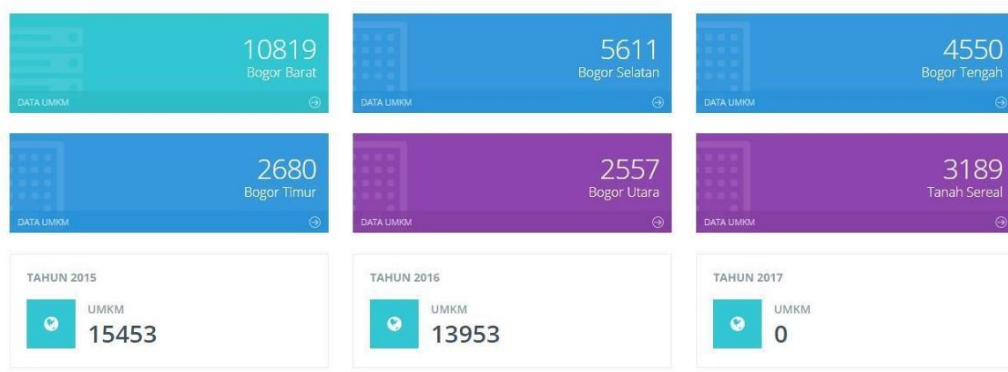 10819
Bogor Barat
DATA UMKM
5611
Bogor Selatan
DATA UMKM
4550
Bogor Tengah
DATA UMKM
2680
Bogor Timur
DATA UMKM
2557
Bogor Utara
DATA UMKM
3189
Tanah Sereal
DATA UMKM
TAHUN 2015
UMKM
15453
TAHUN 2016
UMKM
13953
TAHUN 2017
UMKM
0